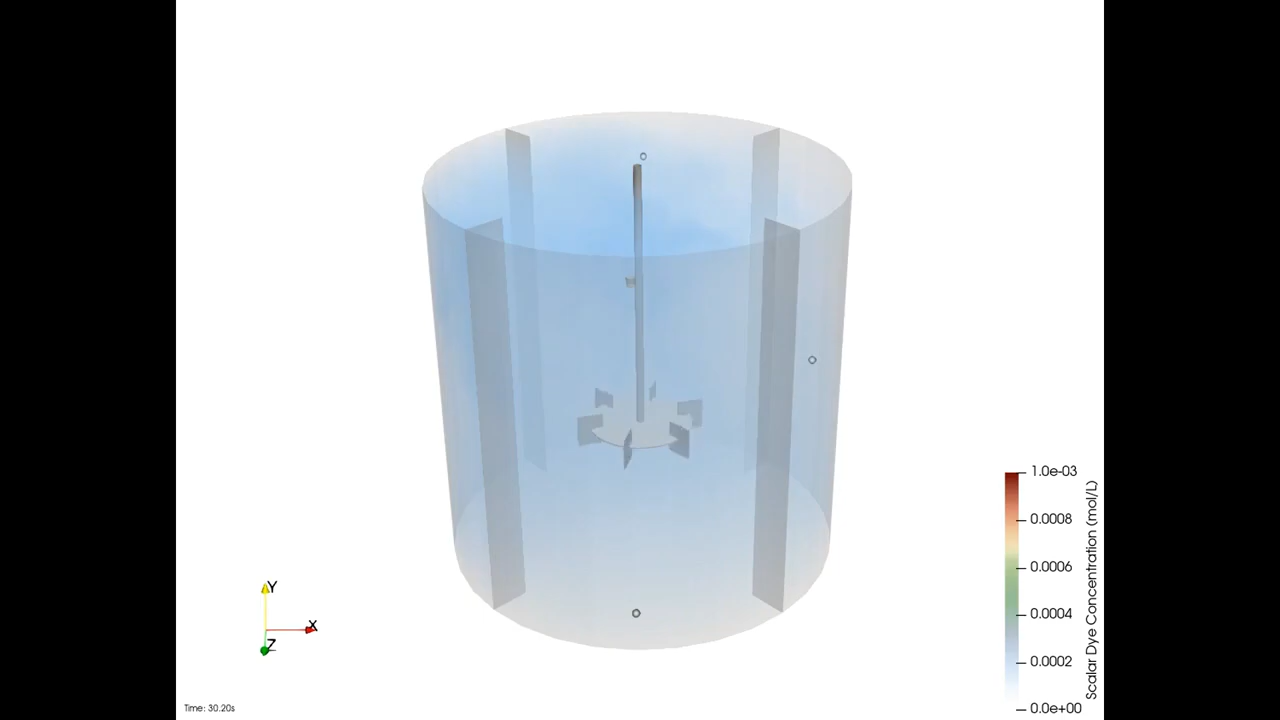 1.0e-03
0.0008
0.0006
0.0004
0.0002
0.0e+00
Scalar Dye Concentration (mol/L)
Y
X
Z
Time: 30.20s